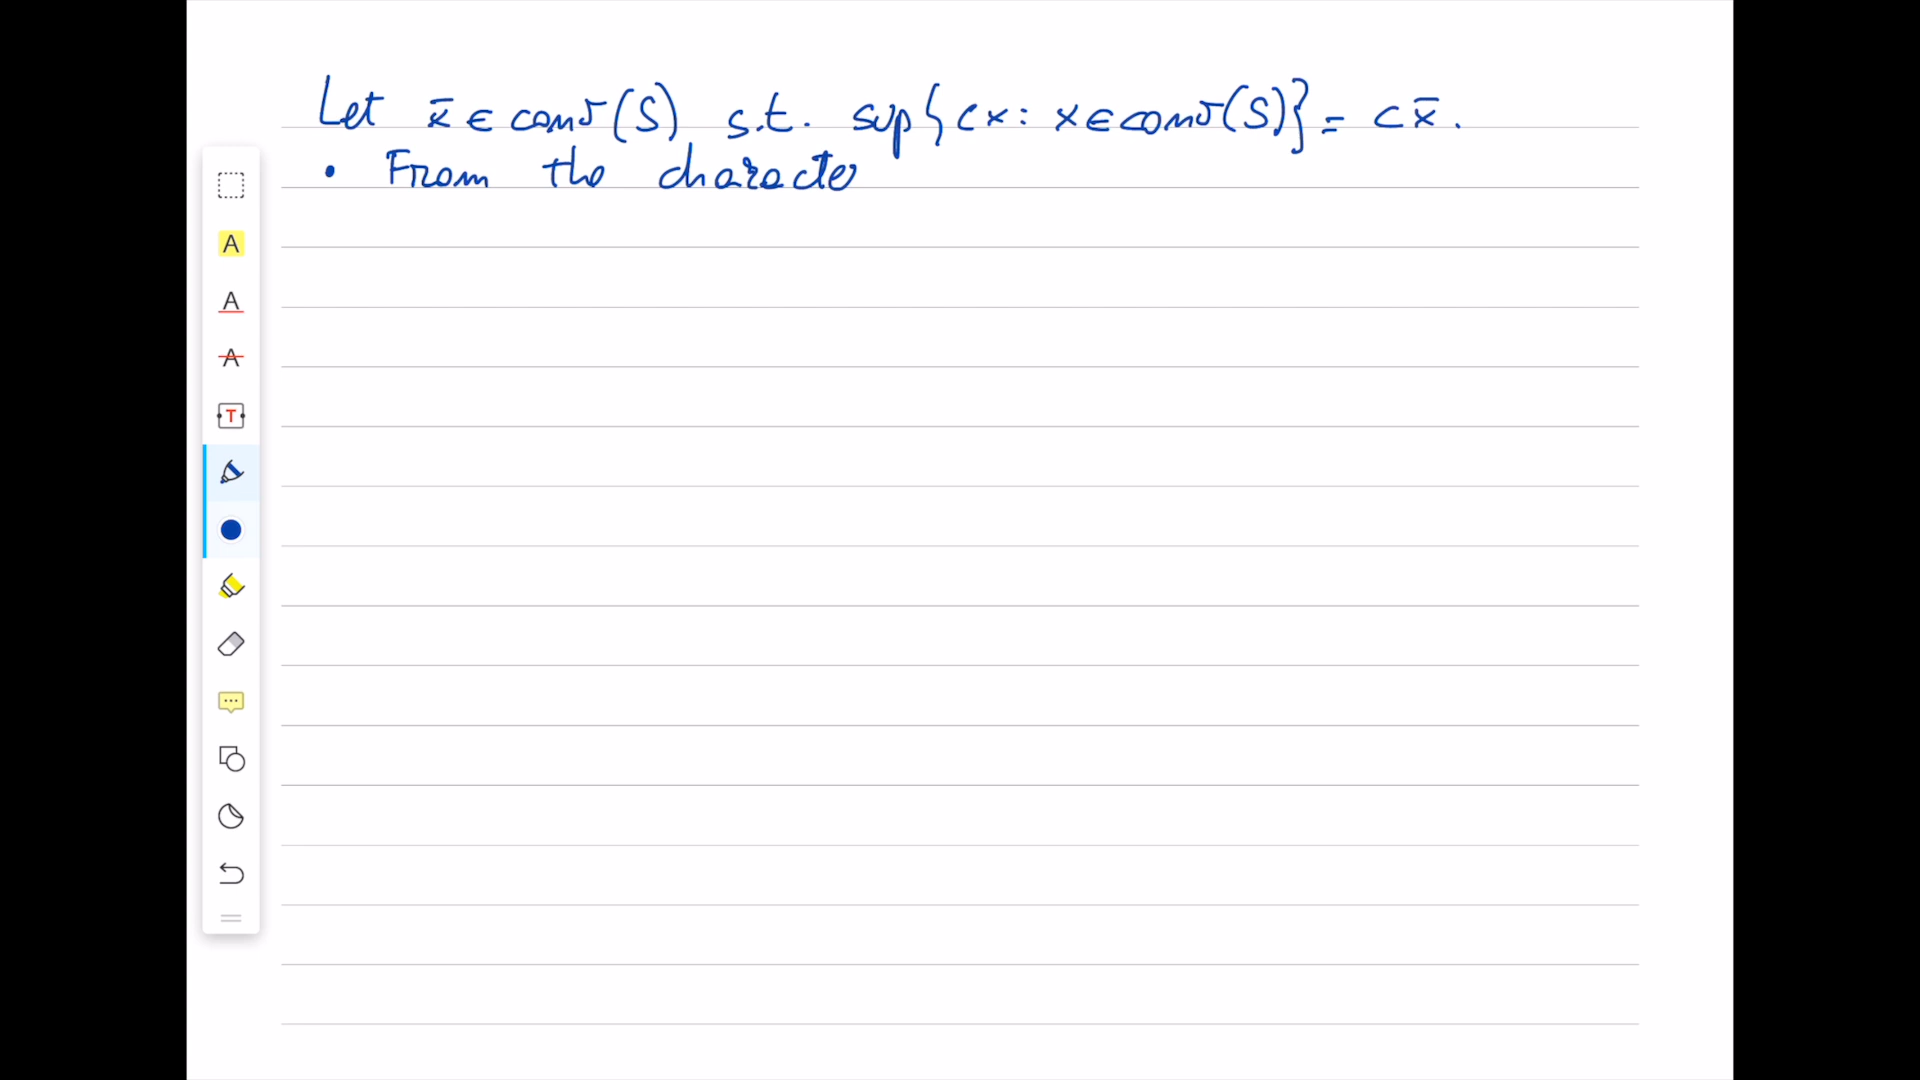 Let x̄ ∈ conv(S) s.t. sup{cx: x∈conv(S)} = cx̄.
• From the characte
A
A
A
T